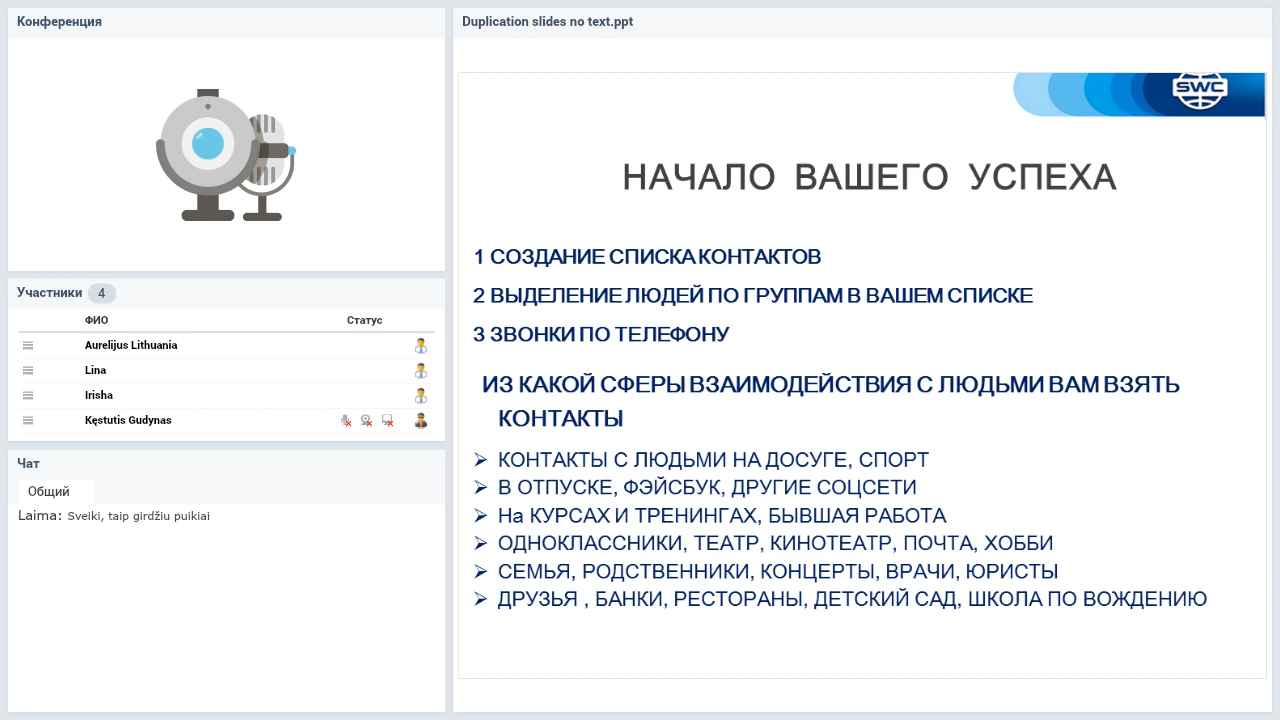 Конференция
Участники 4
ФИО Статус
Aurelijus Lithuania
Lina
Irisha
Kęstutis Gudynas
Чат
Общий
Laima: Sveiki, taip girdžiu puikiai
Duplication slides no text.ppt
SWC
НАЧАЛО ВАШЕГО УСПЕХА
1 СОЗДАНИЕ СПИСКА КОНТАКТОВ
2 ВЫДЕЛЕНИЕ ЛЮДЕЙ ПО ГРУППАМ В ВАШЕМ СПИСКЕ
3 ЗВОНКИ ПО ТЕЛЕФОНУ
ИЗ КАКОЙ СФЕРЫ ВЗАИМОДЕЙСТВИЯ С ЛЮДЬМИ ВАМ ВЗЯТЬ
КОНТАКТЫ
➢ КОНТАКТЫ С ЛЮДЬМИ НА ДОСУГЕ, СПОРТ
➢ В ОТПУСКЕ, ФЭЙСБУК, ДРУГИЕ СОЦСЕТИ
➢ На КУРСАХ И ТРЕНИНГАХ, БЫВШАЯ РАБОТА
➢ ОДНОКЛАССНИКИ, ТЕАТР, КИНОТЕАТР, ПОЧТА, ХОББИ
➢ СЕМЬЯ, РОДСТВЕННИКИ, КОНЦЕРТЫ, ВРАЧИ, ЮРИСТЫ
➢ ДРУЗЬЯ , БАНКИ, РЕСТОРАНЫ, ДЕТСКИЙ САД, ШКОЛА ПО ВОЖДЕНИЮ